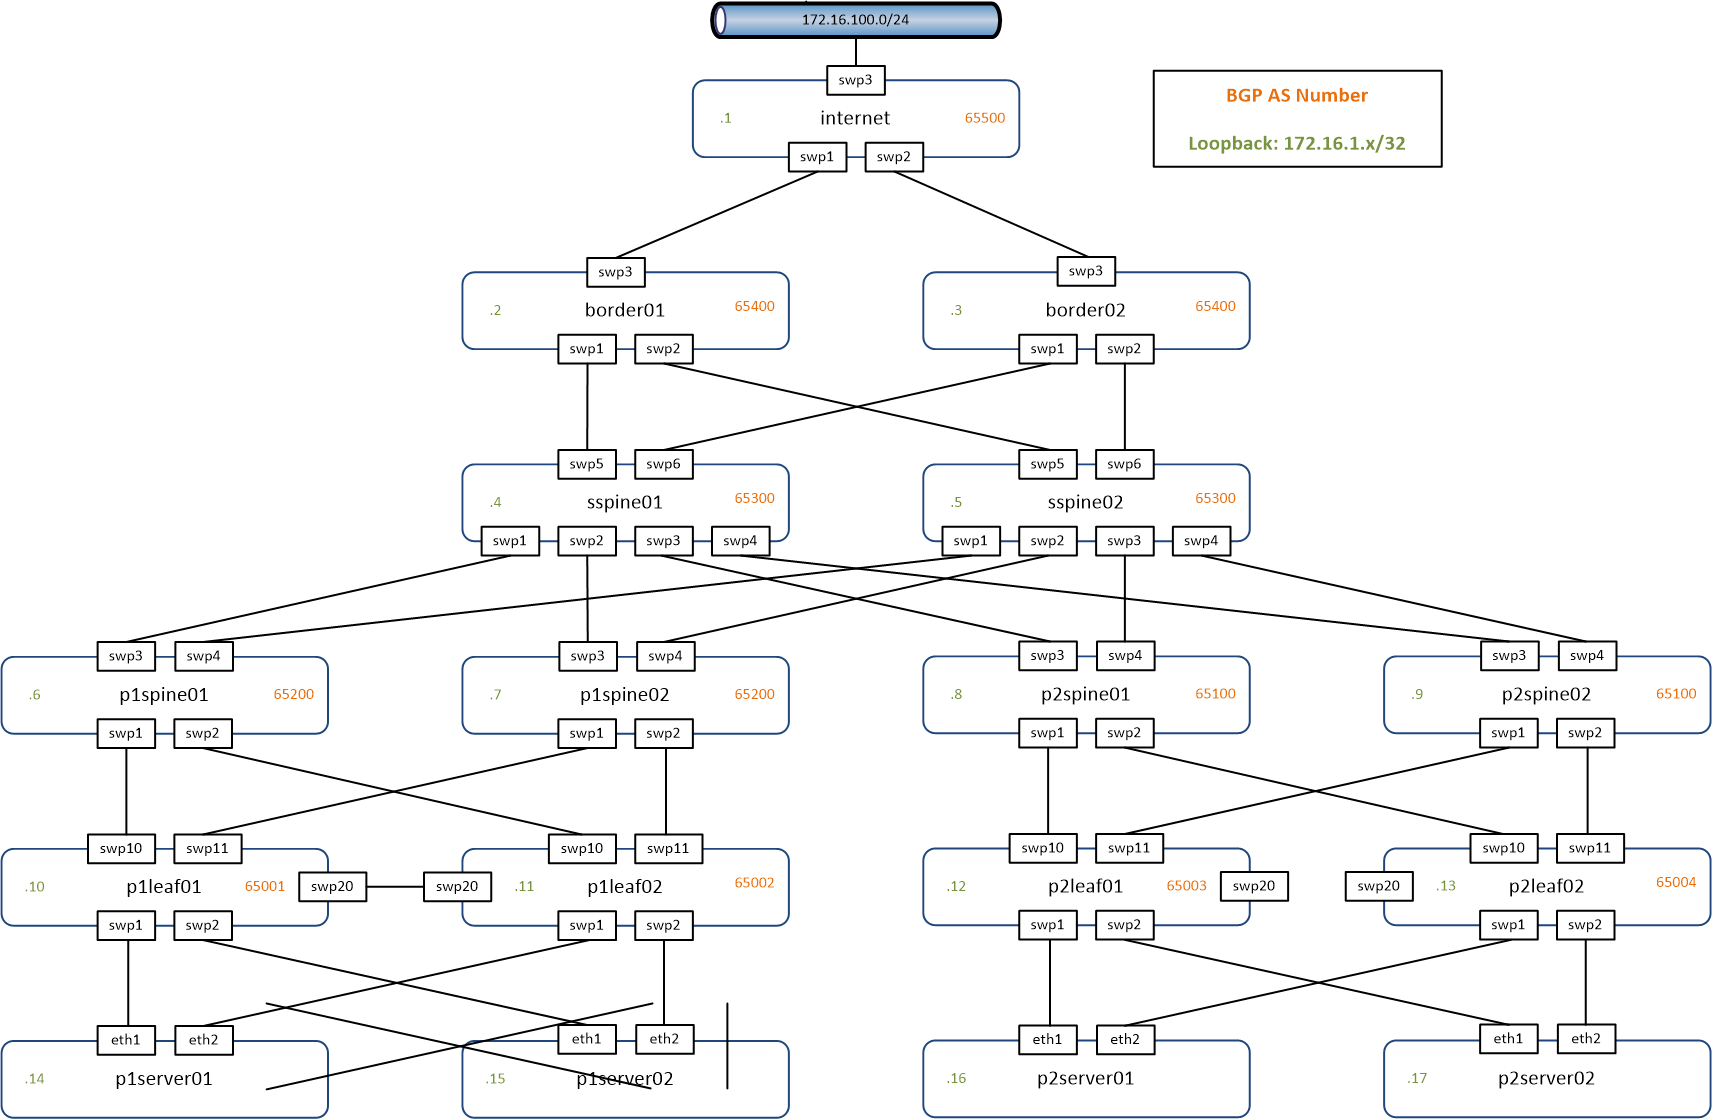 172.16.100.0/24
swp3
.1 internet 65500
swp1 swp2
BGP AS Number
Loopback: 172.16.1.x/32
swp3 swp3
.2 border01 65400 .3 border02 65400
swp1 swp2 swp1 swp2
swp5 swp6 swp5 swp6
.4 sspine01 65300 .5 sspine02 65300
swp1 swp2 swp3 swp4 swp1 swp2 swp3 swp4
swp3 swp4 swp3 swp4 swp3 swp4 swp3 swp4
.6 p1spine01 65200 .7 p1spine02 65200 .8 p2spine01 65100 .9 p2spine02 65100
swp1 swp2 swp1 swp2 swp1 swp2 swp1 swp2
swp10 swp11 swp10 swp11 swp10 swp11 swp10 swp11
.10 p1leaf01 65001 swp20 swp20 .11 p1leaf02 65002 .12 p2leaf01 65003 swp20 swp20 .13 p2leaf02 65004
swp1 swp2 swp1 swp2 swp1 swp2 swp1 swp2
eth1 eth2 eth1 eth2 eth1 eth2 eth1 eth2
.14 p1server01 .15 p1server02 .16 p2server01 .17 p2server02